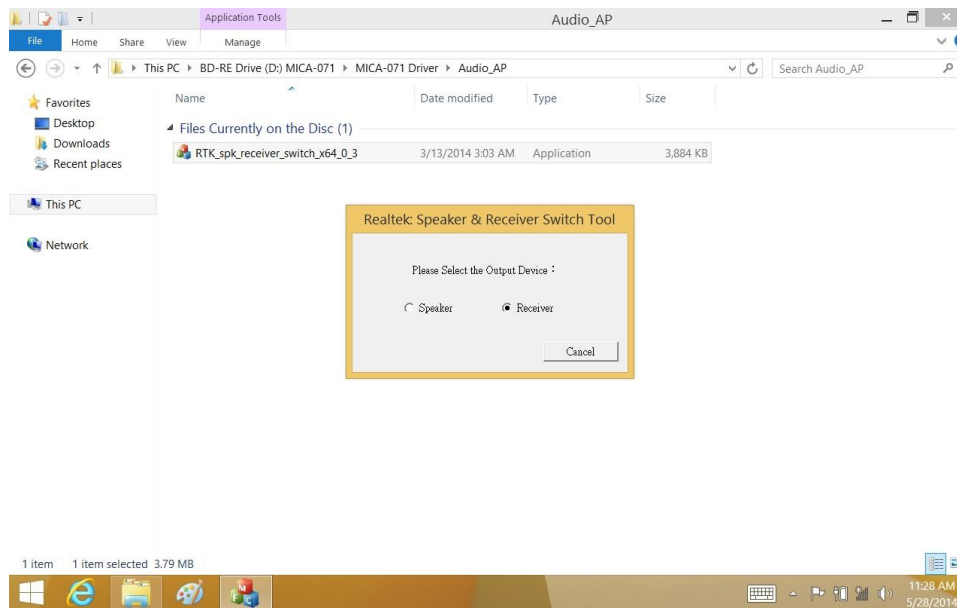 Application Tools
Audio_AP
File Home Share View Manage
This PC BD-RE Drive (D:) MICA-071 MICA-071 Driver Audio_AP
Search Audio_AP
Name Date modified Type Size
Favorites
Desktop
Downloads
Recent places
This PC
Network
Files Currently on the Disc (1)
RTK_spk_receiver_switch_x64_0_3 3/13/2014 3:03 AM Application 3,884 KB
Realtek: Speaker & Receiver Switch Tool
Please Select the Output Device：
Speaker Receiver
Cancel
1 item 1 item selected 3.79 MB
11:28 AM
5/28/2014